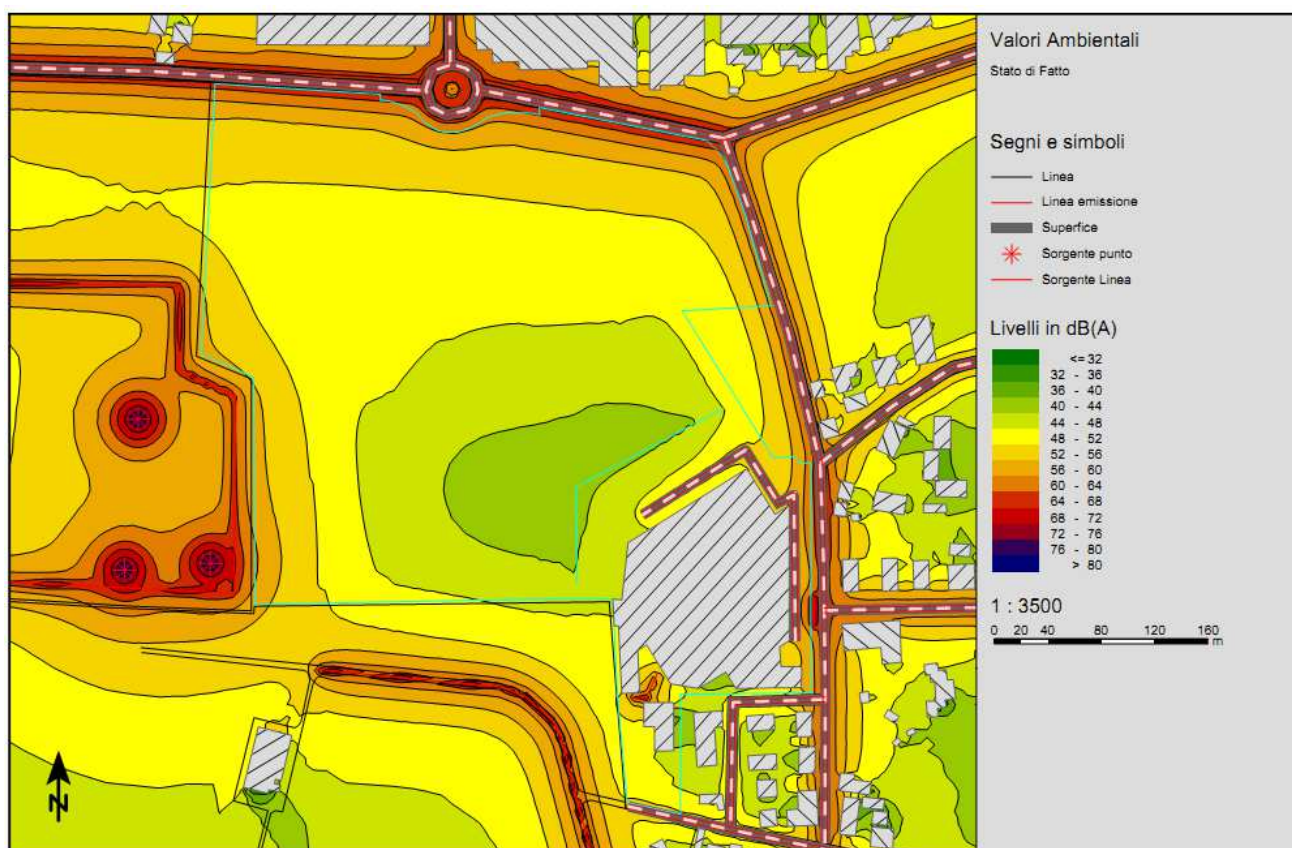 Valori Ambientali
Stato di Fatto
Segni e simboli
Linea
Linea emissione
Superfice
Sorgente punto
Sorgente Linea
Livelli in dB(A)
<= 32
32 - 36
36 - 40
40 - 44
44 - 48
48 - 52
52 - 56
56 - 60
60 - 64
64 - 68
68 - 72
72 - 76
76 - 80
> 80
1 : 3500
0 20 40 80 120 160
m
N